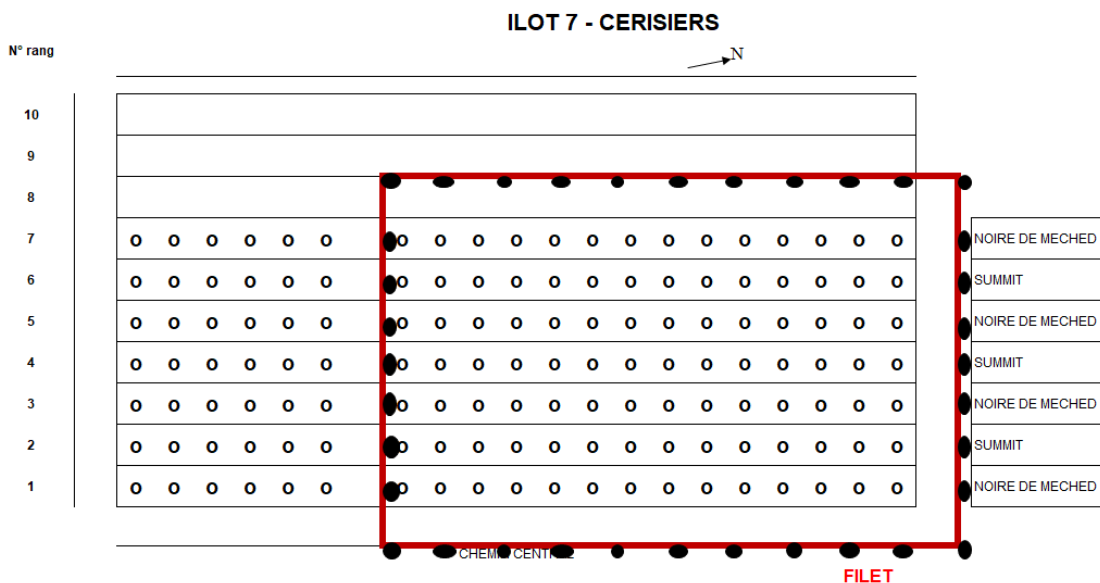 ILOT 7 - CERISIERS
N° rang
N
10
9
8
7 o o o o o o o o o o o o o o o o o o o o NOIRE DE MECHED
6 o o o o o o o o o o o o o o o o o o o o SUMMIT
5 o o o o o o o o o o o o o o o o o o o o NOIRE DE MECHED
4 o o o o o o o o o o o o o o o o o o o o SUMMIT
3 o o o o o o o o o o o o o o o o o o o o NOIRE DE MECHED
2 o o o o o o o o o o o o o o o o o o o o SUMMIT
1 o o o o o o o o o o o o o o o o o o o o NOIRE DE MECHED
FILET